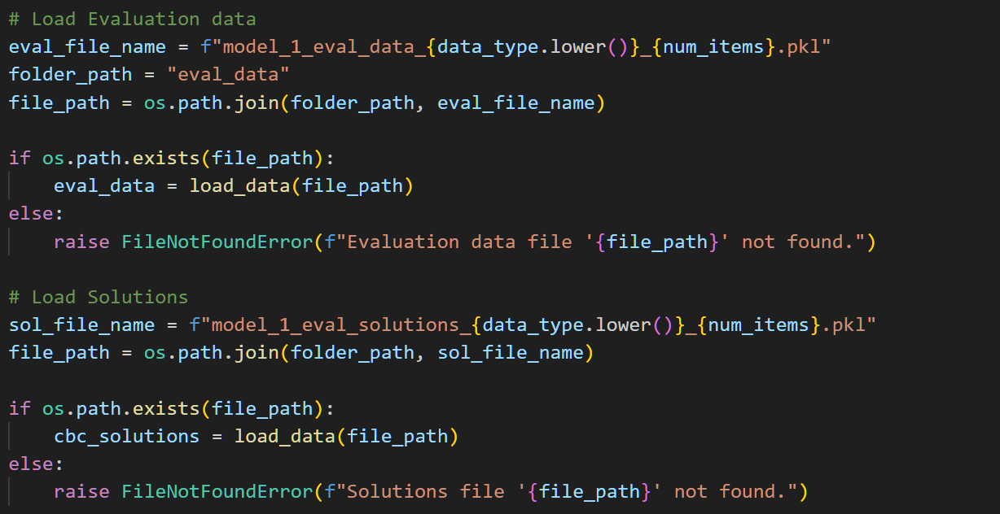 # Load Evaluation data
eval_file_name = f"model_1_eval_data_{data_type.lower()}_{num_items}.pkl"
folder_path = "eval_data"
file_path = os.path.join(folder_path, eval_file_name)
if os.path.exists(file_path):
    eval_data = load_data(file_path)
else:
    raise FileNotFoundError(f"Evaluation data file '{file_path}' not found.")
# Load Solutions
sol_file_name = f"model_1_eval_solutions_{data_type.lower()}_{num_items}.pkl"
file_path = os.path.join(folder_path, sol_file_name)
if os.path.exists(file_path):
    cbc_solutions = load_data(file_path)
else:
    raise FileNotFoundError(f"Solutions file '{file_path}' not found.")